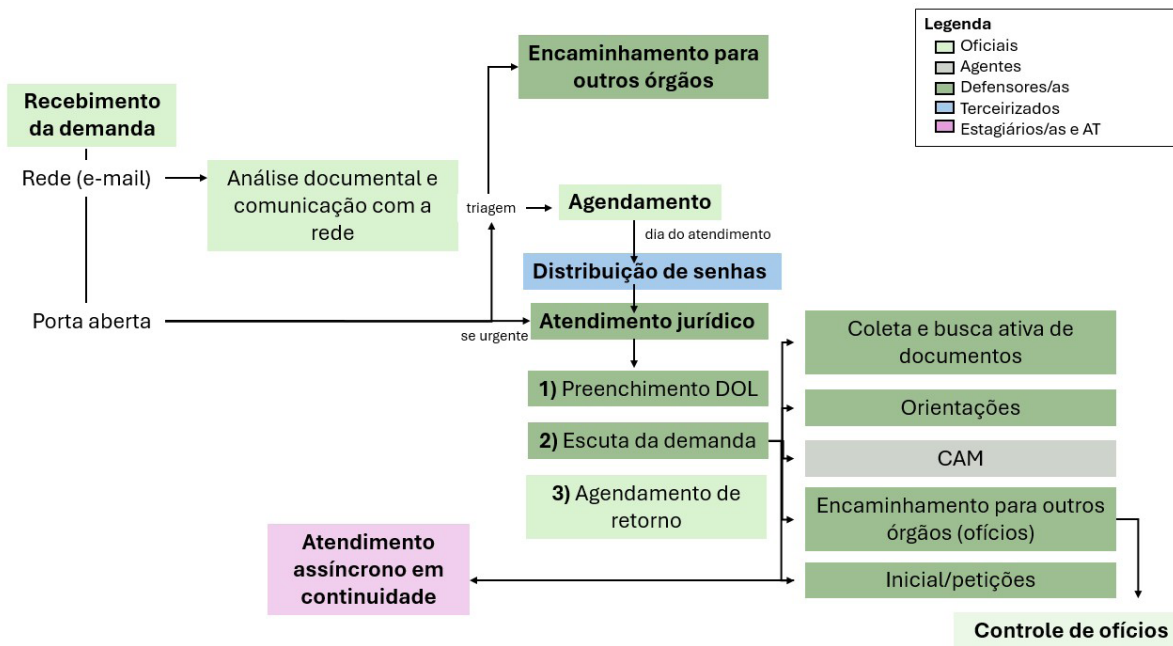 Legenda
Oficiais
Agentes
Defensores/as
Terceirizados
Estagiários/as e AT
Encaminhamento para
outros órgãos
Recebimento
da demanda
Rede (e-mail)
Análise documental e
comunicação com a
rede
triagem
Agendamento
dia do atendimento
Distribuição de senhas
Porta aberta
se urgente
Atendimento jurídico
1) Preenchimento DOL
2) Escuta da demanda
3) Agendamento de
retorno
Coleta e busca ativa de
documentos
Orientações
CAM
Encaminhamento para outros
órgãos (ofícios)
Inicial/petições
Atendimento
assíncrono em
continuidade
Controle de ofícios